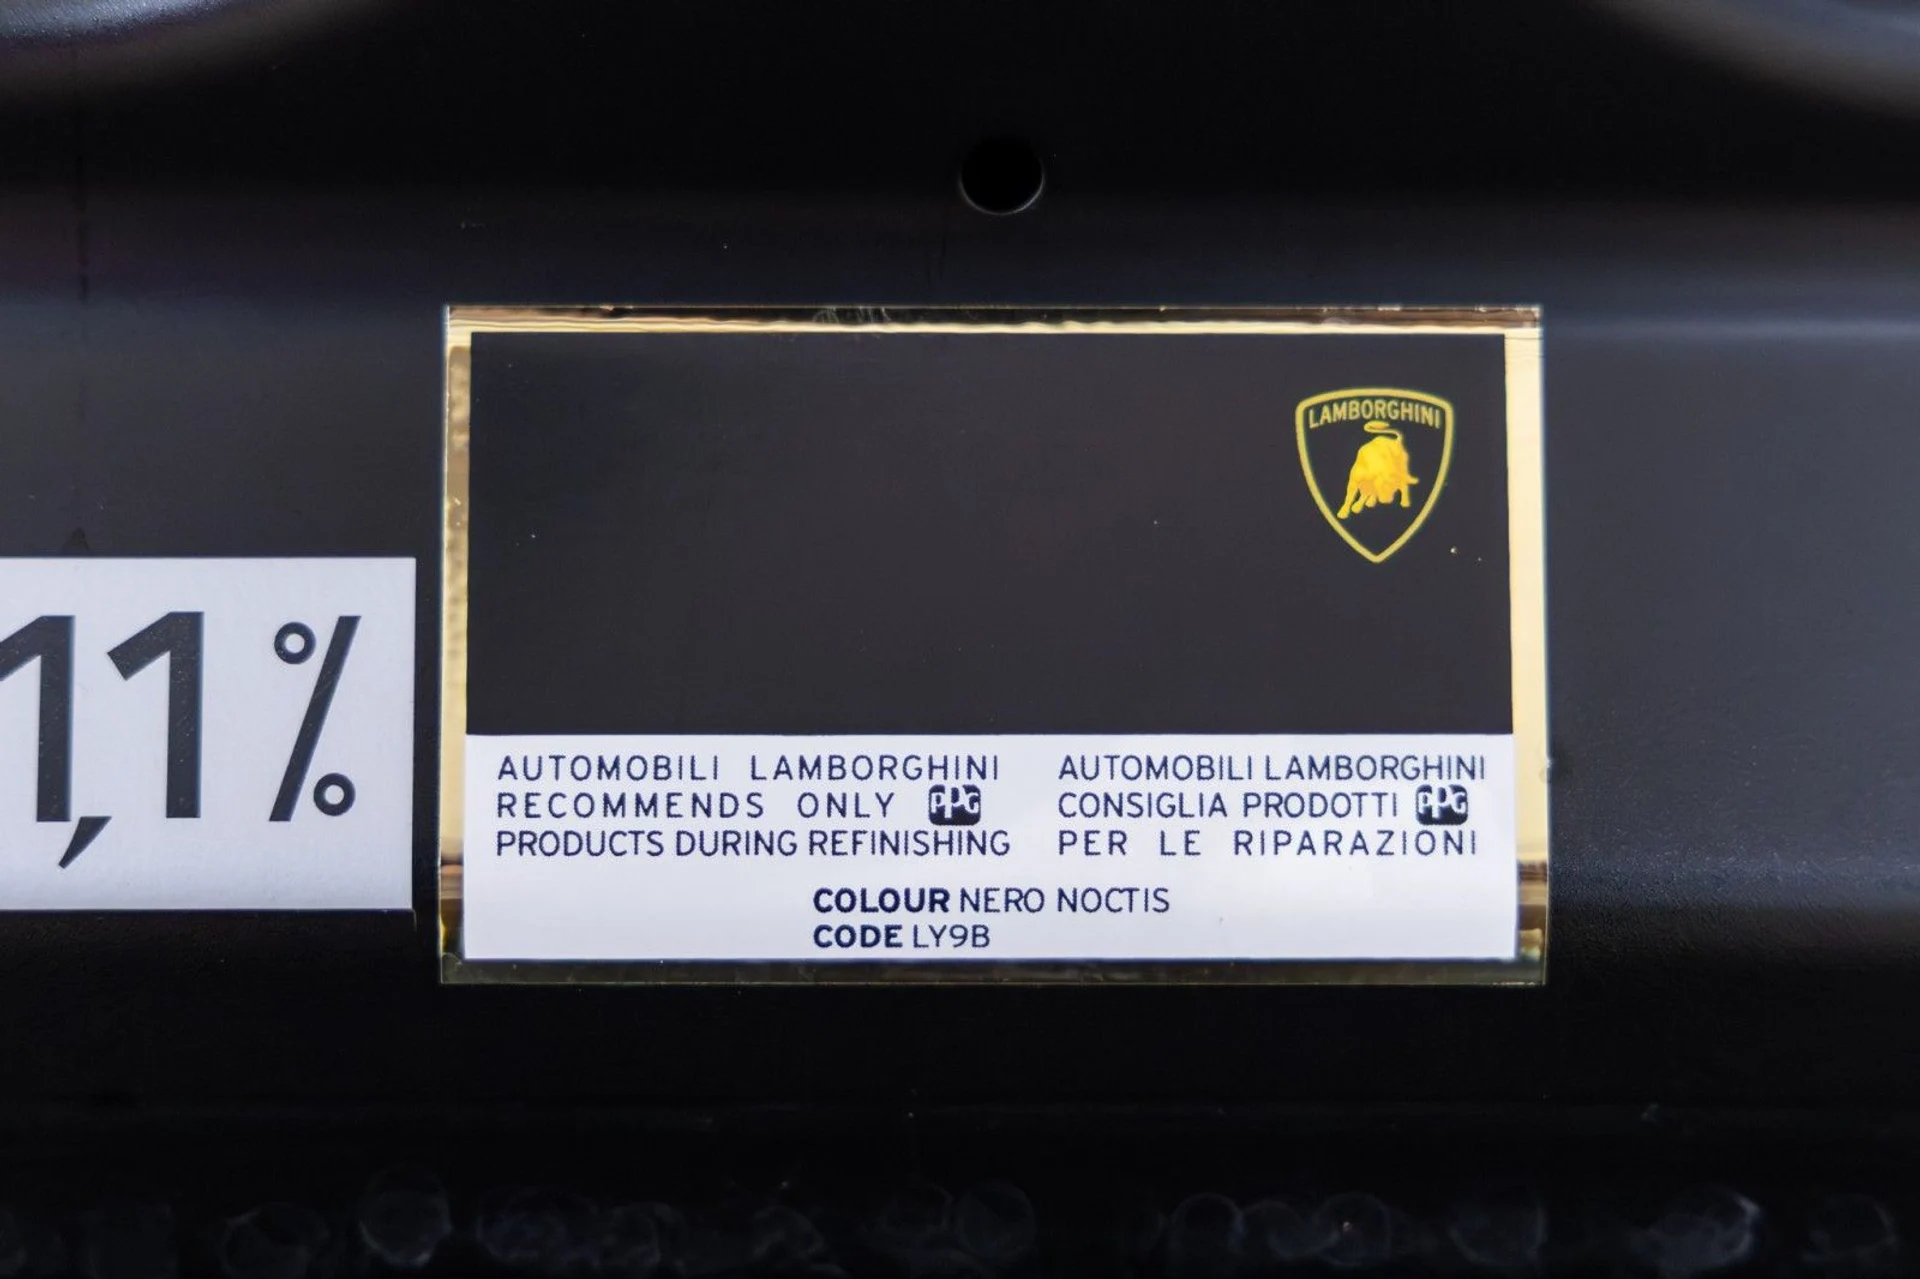 LAMBORGHINI
1,1 %
AUTOMOBILI LAMBORGHINI
RECOMMENDS ONLY PPG
PRODUCTS DURING REFINISHING
AUTOMOBILI LAMBORGHINI
CONSIGLIA PRODOTTI PPG
PER LE RIPARAZIONI
COLOUR NERO NOCTIS
CODE LY9B